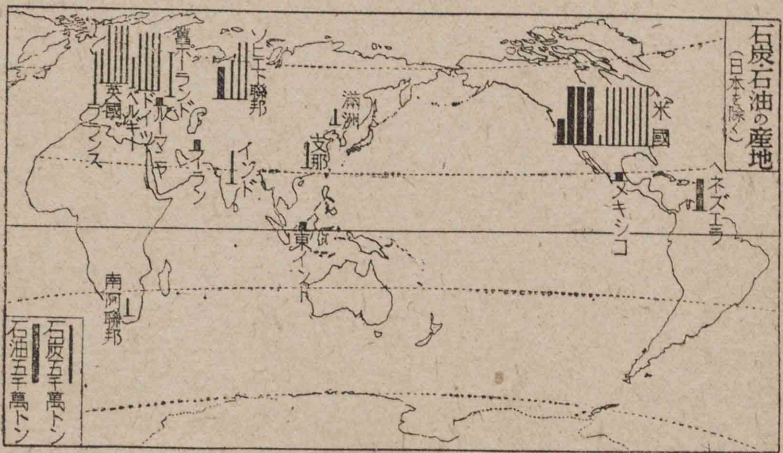 石炭・石油の産地
(日本を除く)
米國
ベネズエラ
メキシコ
ソビエト聯邦
滿洲
支那
東インド
インド
イラン
ルーマニヤ
舊ポーランド
ドイツ
ベルギー
英國
フランス
南阿聯邦
石炭五千萬トン
石油五千萬トン